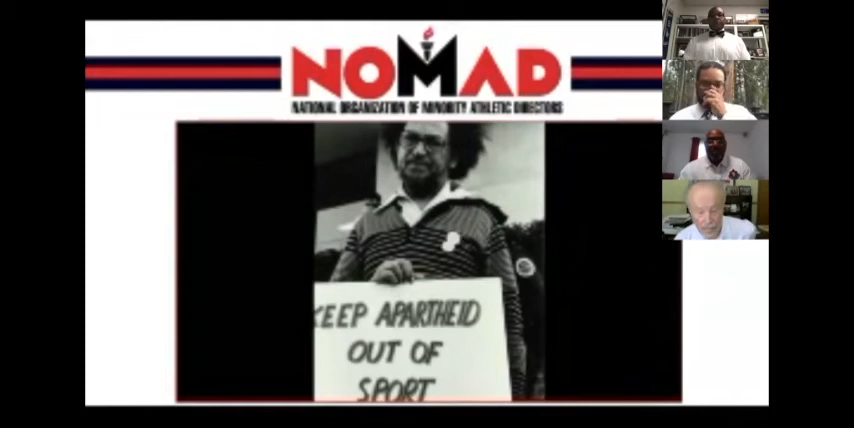 NOMAD
NATIONAL ORGANIZATION OF MINORITY ATHLETIC DIRECTORS
KEEP APARTHEID
OUT OF
SPORT